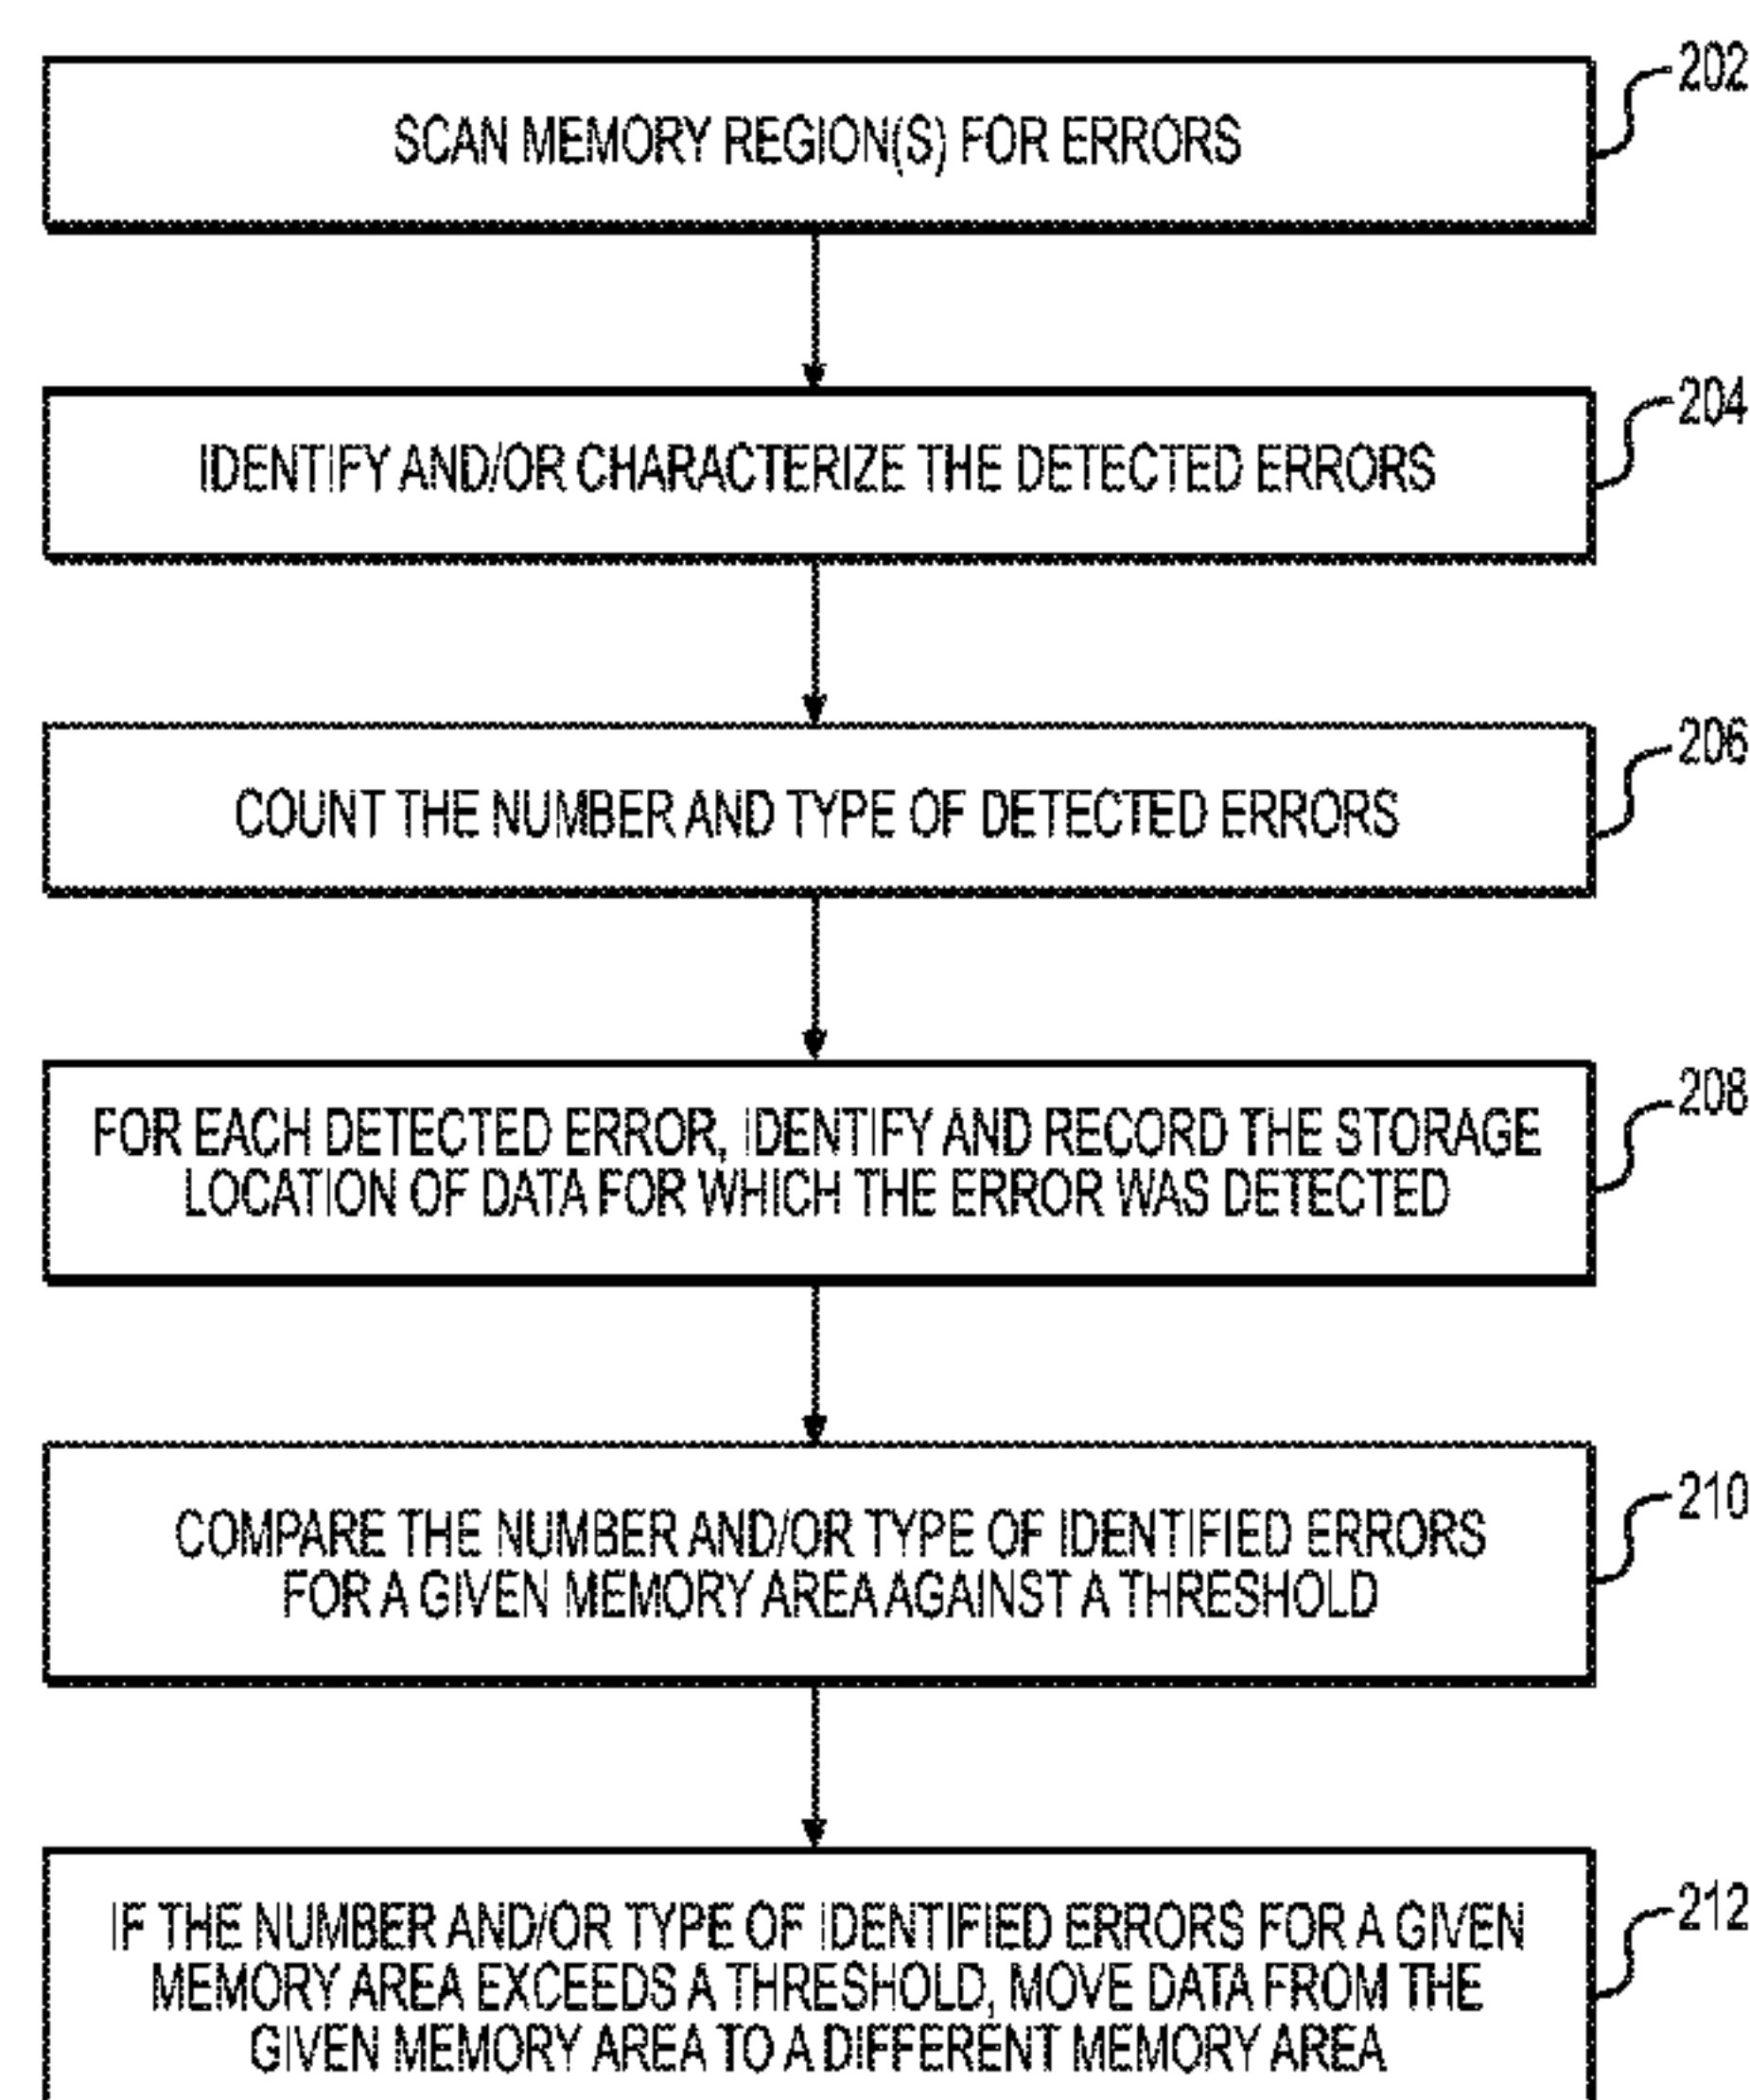 202
SCAN MEMORY REGION(S) FOR ERRORS
204
IDENTIFY AND/OR CHARACTERIZE THE DETECTED ERRORS
206
COUNT THE NUMBER AND TYPE OF DETECTED ERRORS
208
FOR EACH DETECTED ERROR, IDENTIFY AND RECORD THE STORAGE
LOCATION OF DATA FOR WHICH THE ERROR WAS DETECTED
210
COMPARE THE NUMBER AND/OR TYPE OF IDENTIFIED ERRORS
FOR A GIVEN MEMORY AREA AGAINST A THRESHOLD
212
IF THE NUMBER AND/OR TYPE OF IDENTIFIED ERRORS FOR A GIVEN
MEMORY AREA EXCEEDS A THRESHOLD, MOVE DATA FROM THE
GIVEN MEMORY AREA TO A DIFFERENT MEMORY AREA